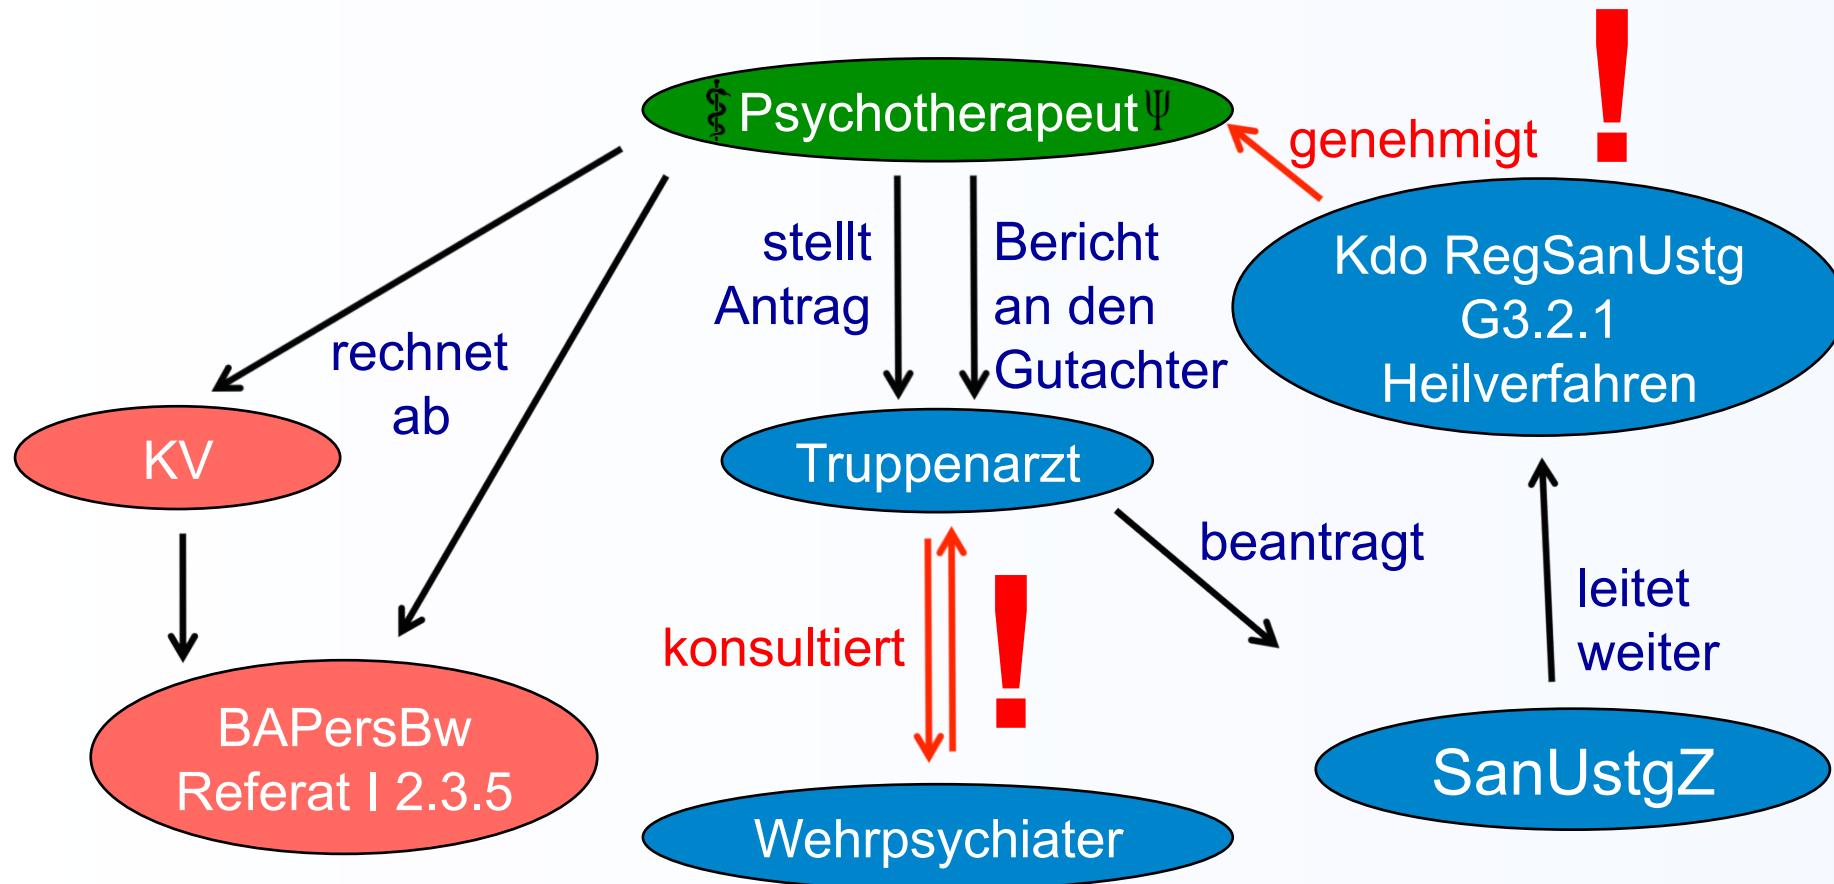 !
Psychotherapeut Ψ
genehmigt
stellt
Antrag
Bericht
an den
Gutachter
Kdo RegSanUstg
G3.2.1
Heilverfahren
rechnet
ab
KV
Truppenarzt
beantragt
konsultiert
!
leitet
weiter
BAPersBw
Referat I 2.3.5
SanUstgZ
Wehrpsychiater